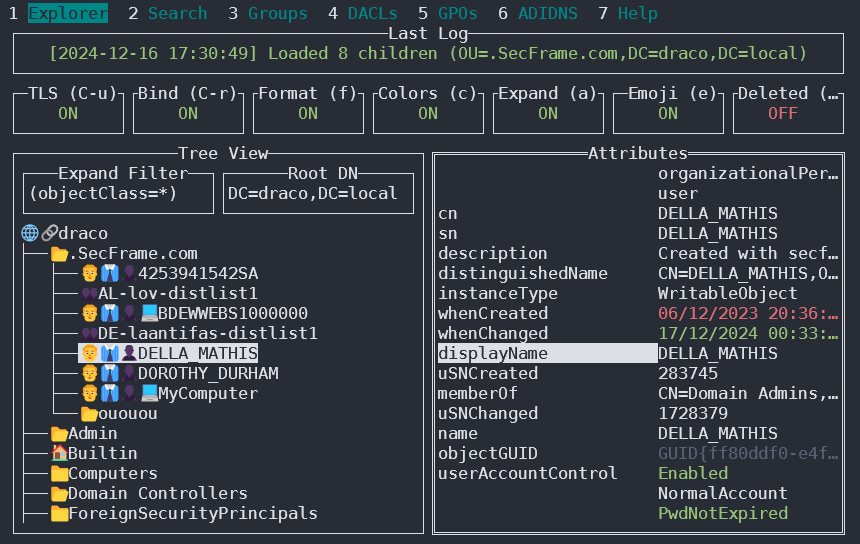 1 Explorer 2 Search 3 Groups 4 DACLs 5 GPOs 6 ADIDNS 7 Help
Last Log
[2024-12-16 17:30:49] Loaded 8 children (OU=.SecFrame.com,DC=draco,DC=local)
TLS (C-u) Bind (C-r) Format (f) Colors (c) Expand (a) Emoji (e) Deleted (…
ON ON ON ON ON ON OFF
Tree View
Expand Filter
(objectClass=*)
Root DN
DC=draco,DC=local
draco
.SecFrame.com
4253941542SA
AL-lov-distlist1
BDEWWEBS1000000
DE-laantifas-distlist1
DELLA_MATHIS
DOROTHY_DURHAM
MyComputer
ououou
Admin
Builtin
Computers
Domain Controllers
ForeignSecurityPrincipals
Attributes
organizationalPer…
user
cn DELLA_MATHIS
sn DELLA_MATHIS
description Created with secf…
distinguishedName CN=DELLA_MATHIS,O…
instanceType WritableObject
whenCreated 06/12/2023 20:36:…
whenChanged 17/12/2024 00:33:…
displayName DELLA_MATHIS
uSNCreated 283745
memberOf CN=Domain Admins,…
uSNChanged 1728379
name DELLA_MATHIS
objectGUID GUID{ff80ddf0-e4f…
userAccountControl Enabled
NormalAccount
PwdNotExpired